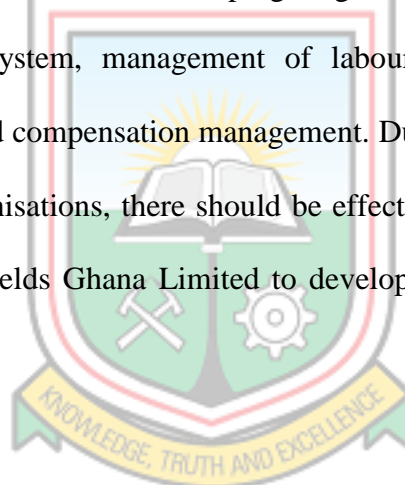 ystem, management of labour
d compensation management. Du
nisations, there should be effect
elds Ghana Limited to develop
KNOWLEDGE, TRUTH AND EXCELLENCE